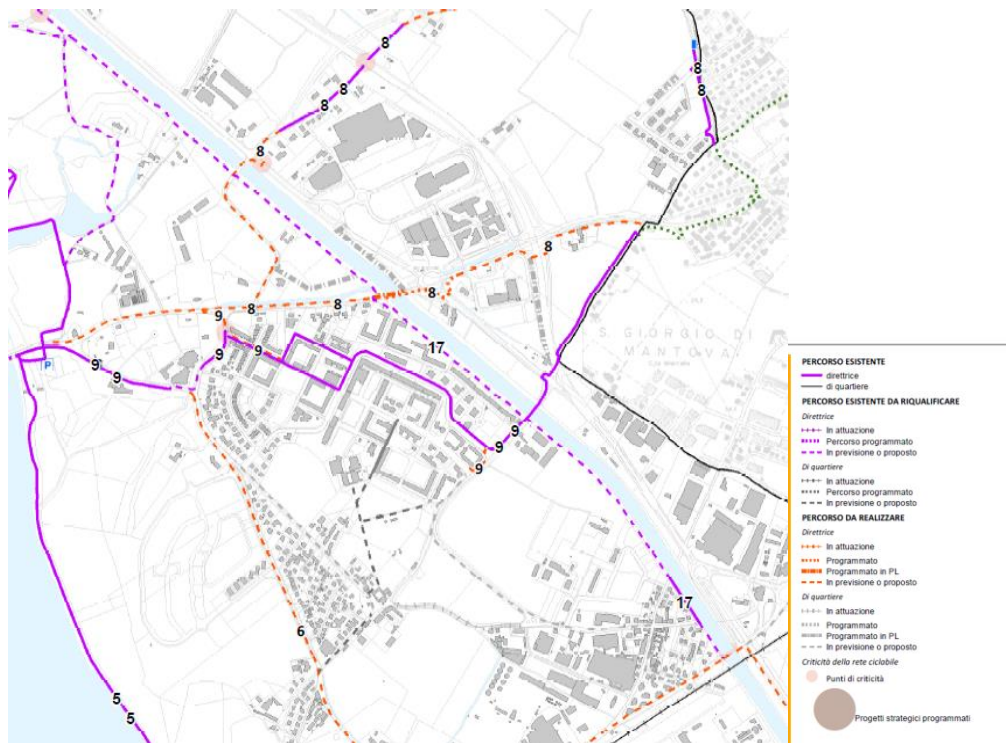 8
8
8
8
8
8
8
8
8
8
9
9
9
9
9
17
S. GIORGIO
MANTOV
P
9
9
9
6
17
5
5
PERCORSO ESISTENTE
direttrice
di quartiere
PERCORSO ESISTENTE DA RIQUALIFICARE
Direttrice
In attuazione
Percorso programmato
In previsione o proposto
Di quartiere
In attuazione
Percorso programmato
In previsione o proposto
PERCORSO DA REALIZZARE
Direttrice
In attuazione
Programmato
Programmato in PL
In previsione o proposto
Di quartiere
In attuazione
Programmato
Programmato in PL
In previsione o proposto
Criticità della rete ciclabile
Punti di criticità
Progetti strategici programmati